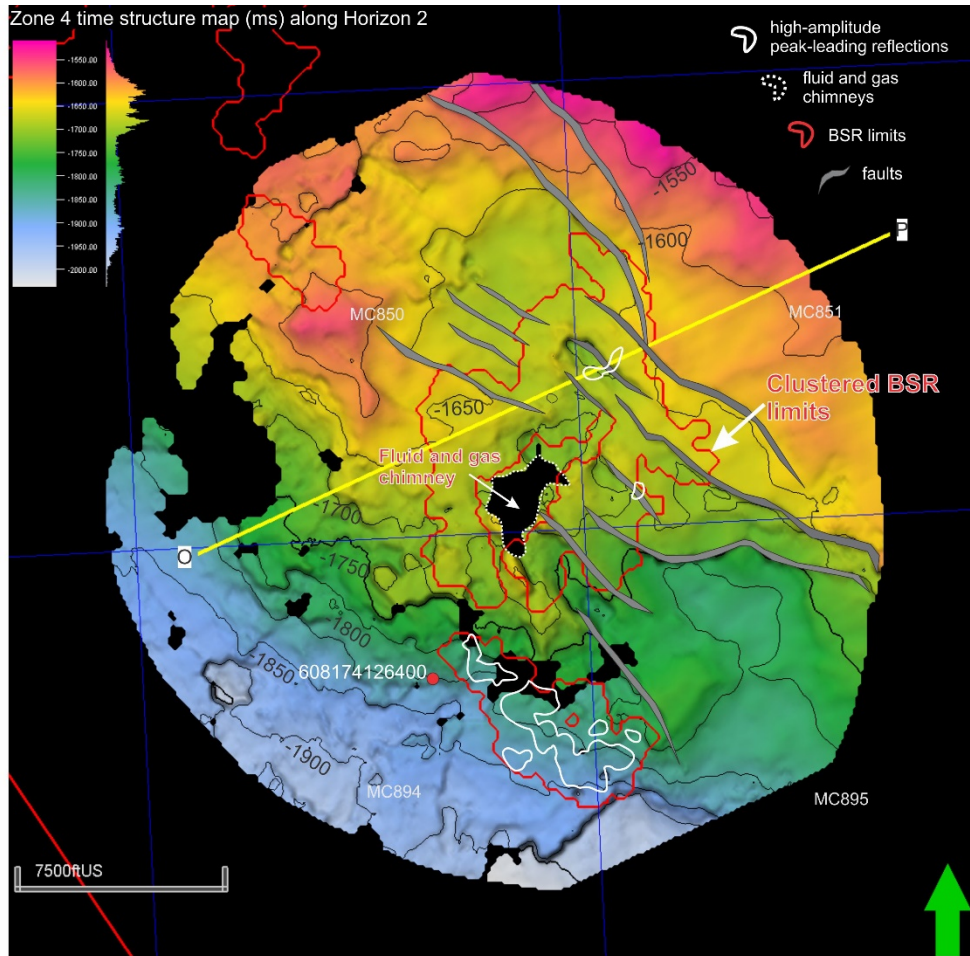 Zone 4 time structure map (ms) along Horizon 2
high-amplitude
peak-leading reflections
fluid and gas
chimneys
BSR limits
faults
-1550.00
-1600.00
-1650.00
-1700.00
-1750.00
-1800.00
-1850.00
-1900.00
-1950.00
-2000.00
-1550
-1600
P
MC850
MC851
Clustered BSR
limits
-1650
Fluid and gas
chimney
-1700
O
-1750
-1800
-1850
608174126400
-1900
MC894
MC895
7500ftUS